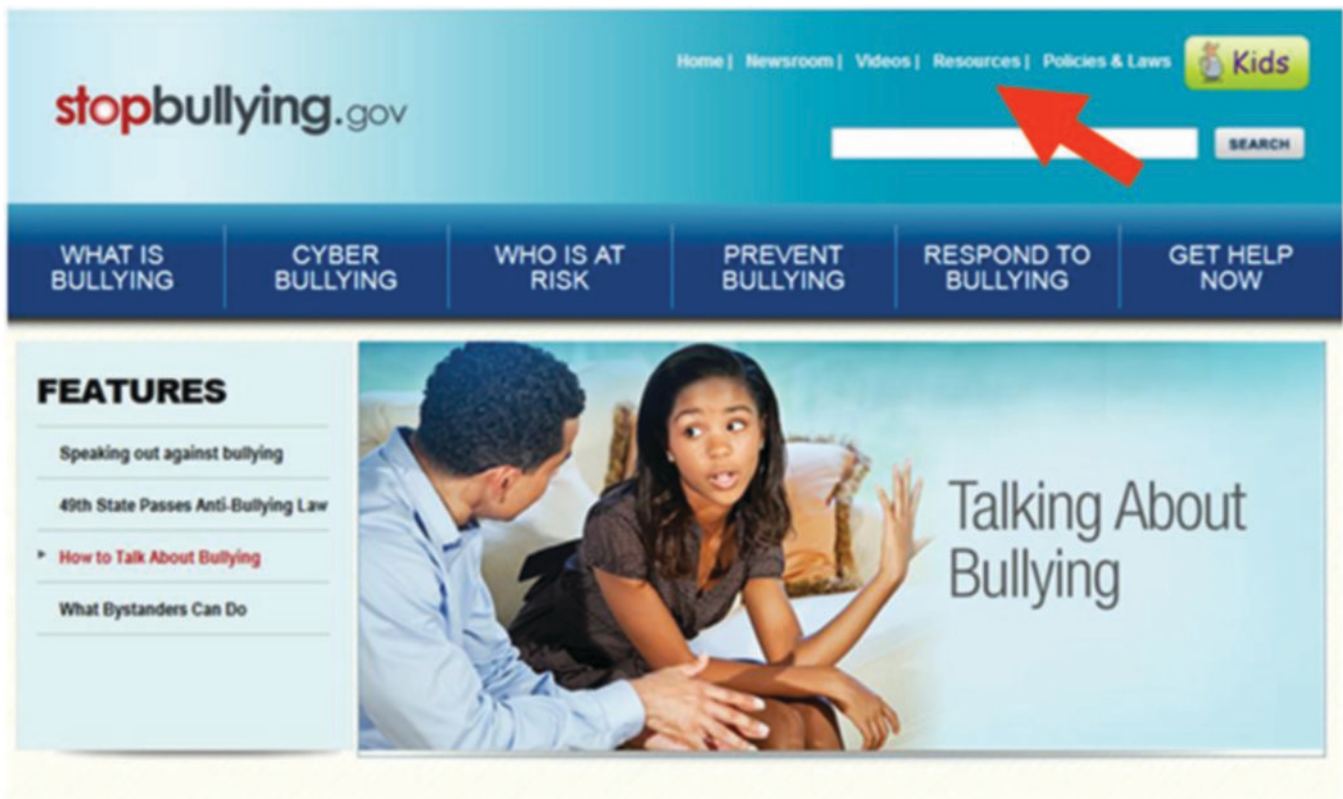 Home | Newsroom | Videos | Resources | Policies & Laws
Kids
stopbullying.gov
SEARCH
WHAT IS
BULLYING
CYBER
BULLYING
WHO IS AT
RISK
PREVENT
BULLYING
RESPOND TO
BULLYING
GET HELP
NOW
FEATURES
Speaking out against bullying
49th State Passes Anti-Bullying Law
How to Talk About Bullying
What Bystanders Can Do
Talking About
Bullying